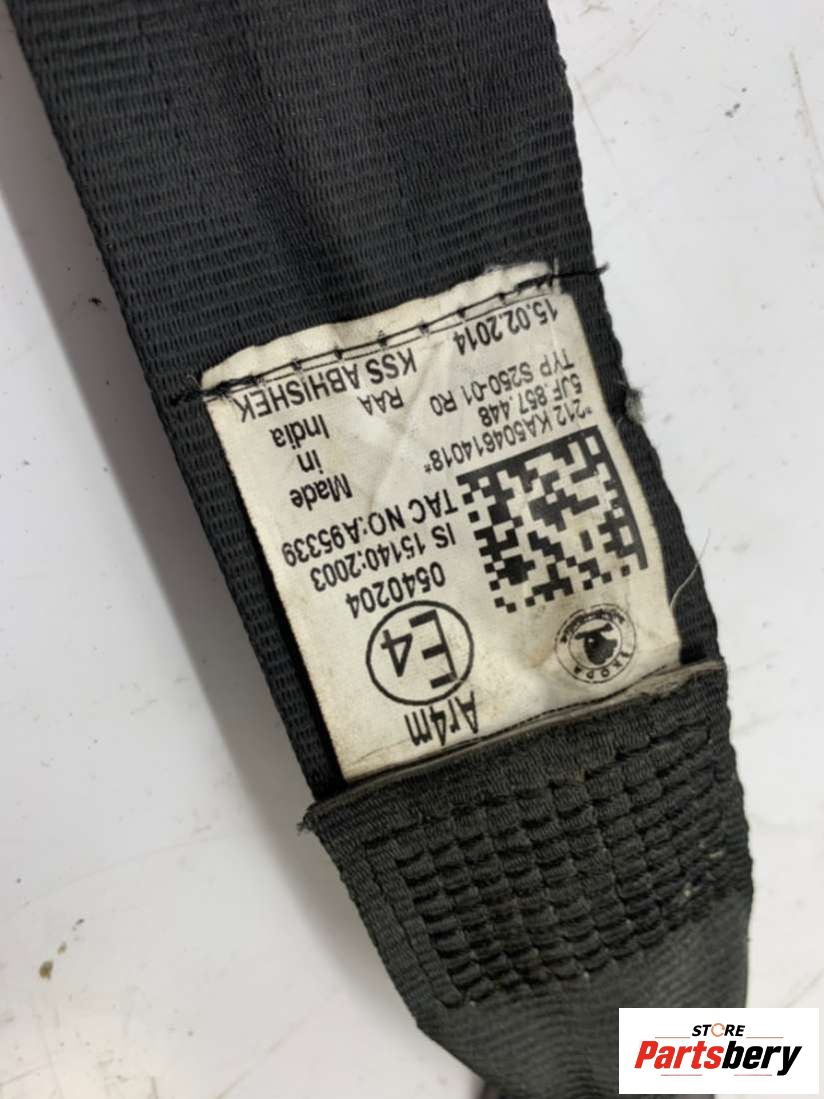 Ar4m
E4
0540204
IS 15140:2003
TAC NO:A95339
Made
in
India
ŠKODA
*212 KA504614018*
5JF.857.448
TYP S250-01 R0
RAA
KSS ABHISHEK
15.02.2014
STORE
Partsbery